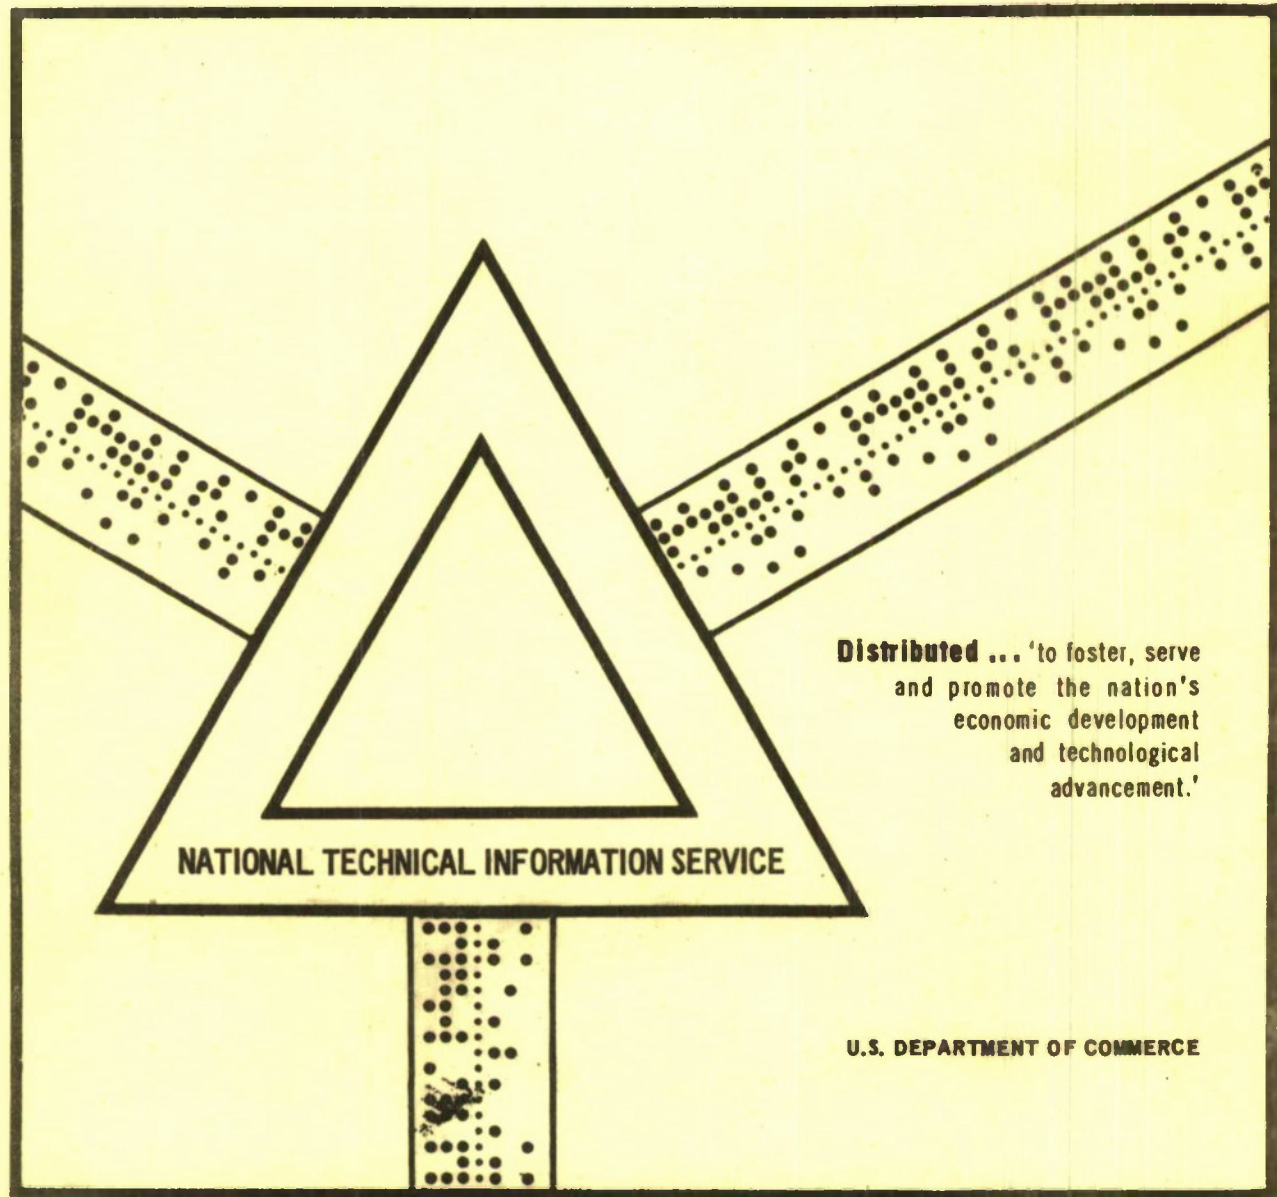 Distributed ... 'to foster, serve
and promote the nation's
economic development
and technological
advancement.'
NATIONAL TECHNICAL INFORMATION SERVICE
U.S. DEPARTMENT OF COMMERCE